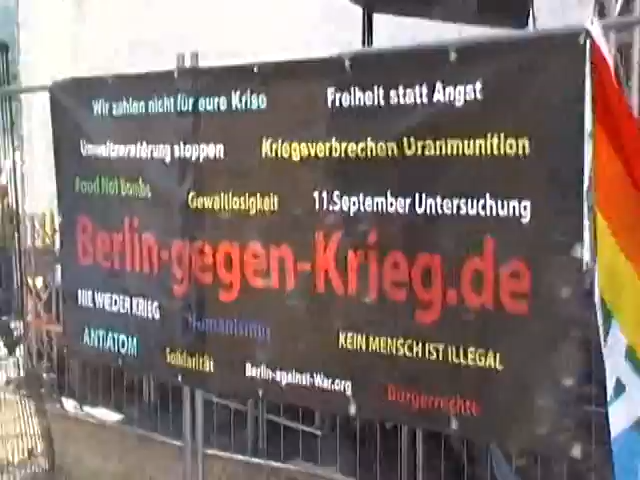 Wir zahlen nicht für eure Krise
Freiheit statt Angst
Umweltzerstörung stoppen
Kriegsverbrechen Uranmunition
Food Not Bombs
Gewaltlosigkeit
11.September Untersuchung
Berlin-gegen-Krieg.de
NIE WIEDER KRIEG
Humanismus
KEIN MENSCH IST ILLEGAL
ANTIATOM
Solidarität
Berlin-against-War.org
Bürgerrechte